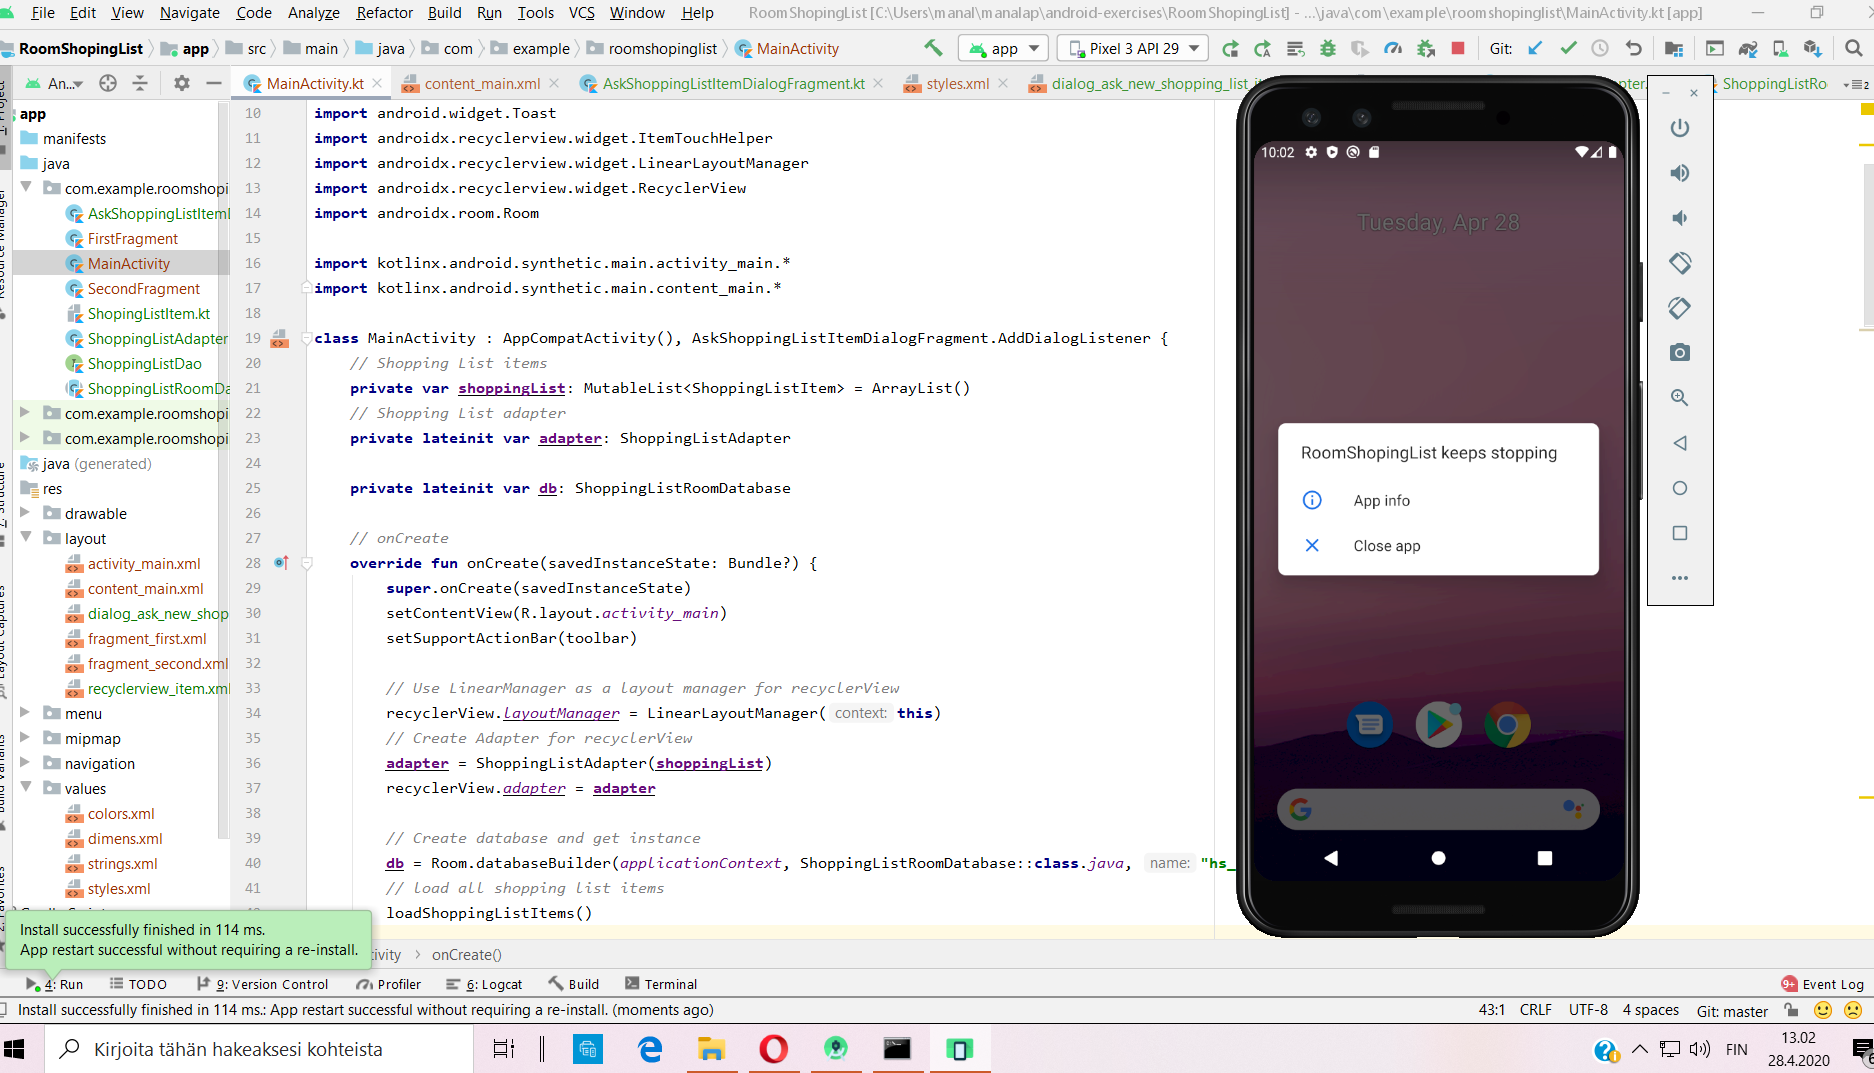 File Edit View Navigate Code Analyze Refactor Build Run Tools VCS Window Help RoomShopingList [C:\Users\manal\manalap\android-exercises\RoomShopingList] - ...\java\com\example\roomshopinglist\MainActivity.kt [app]
RoomShopingList app src main java com example roomshopinglist MainActivity app Pixel 3 API 29 Git:
An... MainActivity.kt content_main.xml AskShoppingListItemDialogFragment.kt styles.xml dialog_ask_new_shopping_list_it ShoppingListRo
app
manifests
java
com.example.roomshopi
AskShoppingListItem
FirstFragment
MainActivity
SecondFragment
ShopingListItem.kt
ShoppingListAdapter
ShoppingListDao
ShoppingListRoomDa
com.example.roomshopi
com.example.roomshopi
java (generated)
res
drawable
layout
activity_main.xml
content_main.xml
dialog_ask_new_shop
fragment_first.xml
fragment_second.xml
recyclerview_item.xml
menu
mipmap
navigation
values
colors.xml
dimens.xml
strings.xml
styles.xml
10 import android.widget.Toast
11 import androidx.recyclerview.widget.ItemTouchHelper
12 import androidx.recyclerview.widget.LinearLayoutManager
13 import androidx.recyclerview.widget.RecyclerView
14 import androidx.room.Room
15
16 import kotlinx.android.synthetic.main.activity_main.*
17 import kotlinx.android.synthetic.main.content_main.*
18
19 class MainActivity : AppCompatActivity(), AskShoppingListItemDialogFragment.AddDialogListener {
20 // Shopping List items
21 private var shoppingList: MutableList<ShoppingListItem> = ArrayList()
22 // Shopping List adapter
23 private lateinit var adapter: ShoppingListAdapter
24
25 private lateinit var db: ShoppingListRoomDatabase
26
27 // onCreate
28 override fun onCreate(savedInstanceState: Bundle?) {
29 super.onCreate(savedInstanceState)
30 setContentView(R.layout.activity_main)
31 setSupportActionBar(toolbar)
32
33 // Use LinearManager as a layout manager for recyclerView
34 recyclerView.layoutManager = LinearLayoutManager( context: this)
35 // Create Adapter for recyclerView
36 adapter = ShoppingListAdapter(shoppingList)
37 recyclerView.adapter = adapter
38
39 // Create database and get instance
40 db = Room.databaseBuilder(applicationContext, ShoppingListRoomDatabase::class.java, name: "hs_
41 // load all shopping list items
loadShoppingListItems()
10:02
Tuesday, Apr 28
RoomShopingList keeps stopping
App info
Close app
Install successfully finished in 114 ms.
App restart successful without requiring a re-install.
ivity › onCreate()
4: Run TODO 9: Version Control Profiler 6: Logcat Build Terminal 9+ Event Log
Install successfully finished in 114 ms.: App restart successful without requiring a re-install. (moments ago) 43:1 CRLF UTF-8 4 spaces Git: master
Kirjoita tähän hakeaksesi kohteista FIN 13.02
28.4.2020